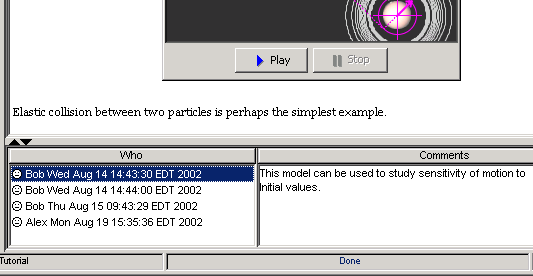 Play
Stop
Elastic collision between two particles is perhaps the simplest example.
Who
Comments
Bob Wed Aug 14 14:43:30 EDT 2002
Bob Wed Aug 14 14:44:00 EDT 2002
Bob Thu Aug 15 09:43:29 EDT 2002
Alex Mon Aug 19 15:35:36 EDT 2002
This model can be used to study sensitivity of motion to
Initial values.
Tutorial
Done